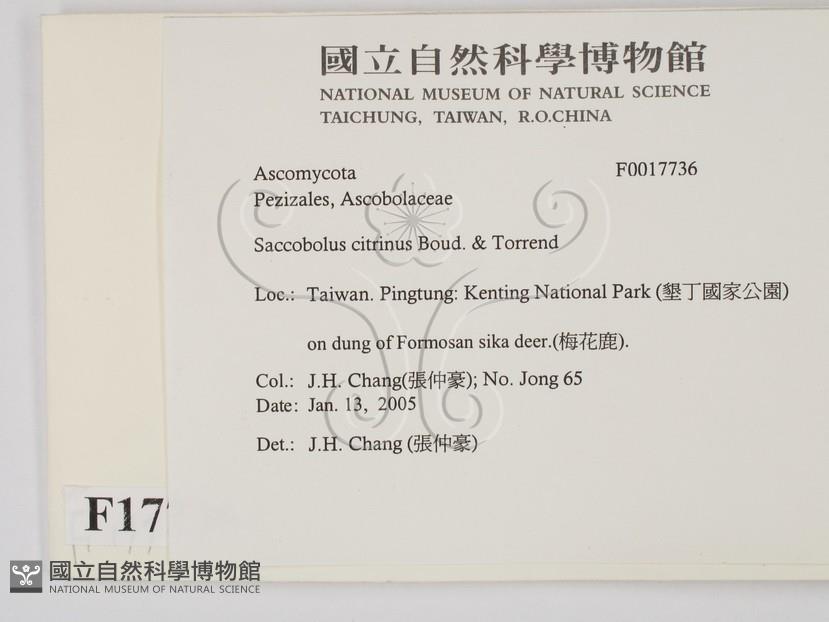 國立自然科學博物館
NATIONAL MUSEUM OF NATURAL SCIENCE
TAICHUNG, TAIWAN, R.O.CHINA
Ascomycota F0017736
Pezizales, Ascobolaceae
Saccobolus citrinus Boud. & Torrend
Loc.: Taiwan. Pingtung: Kenting National Park (墾丁國家公園)
on dung of Formosan sika deer.(梅花鹿).
Col.: J.H. Chang(張仲豪); No. Jong 65
Date: Jan. 13, 2005
Det.: J.H. Chang (張仲豪)
F17
國立自然科學博物館
NATIONAL MUSEUM OF NATURAL SCIENCE